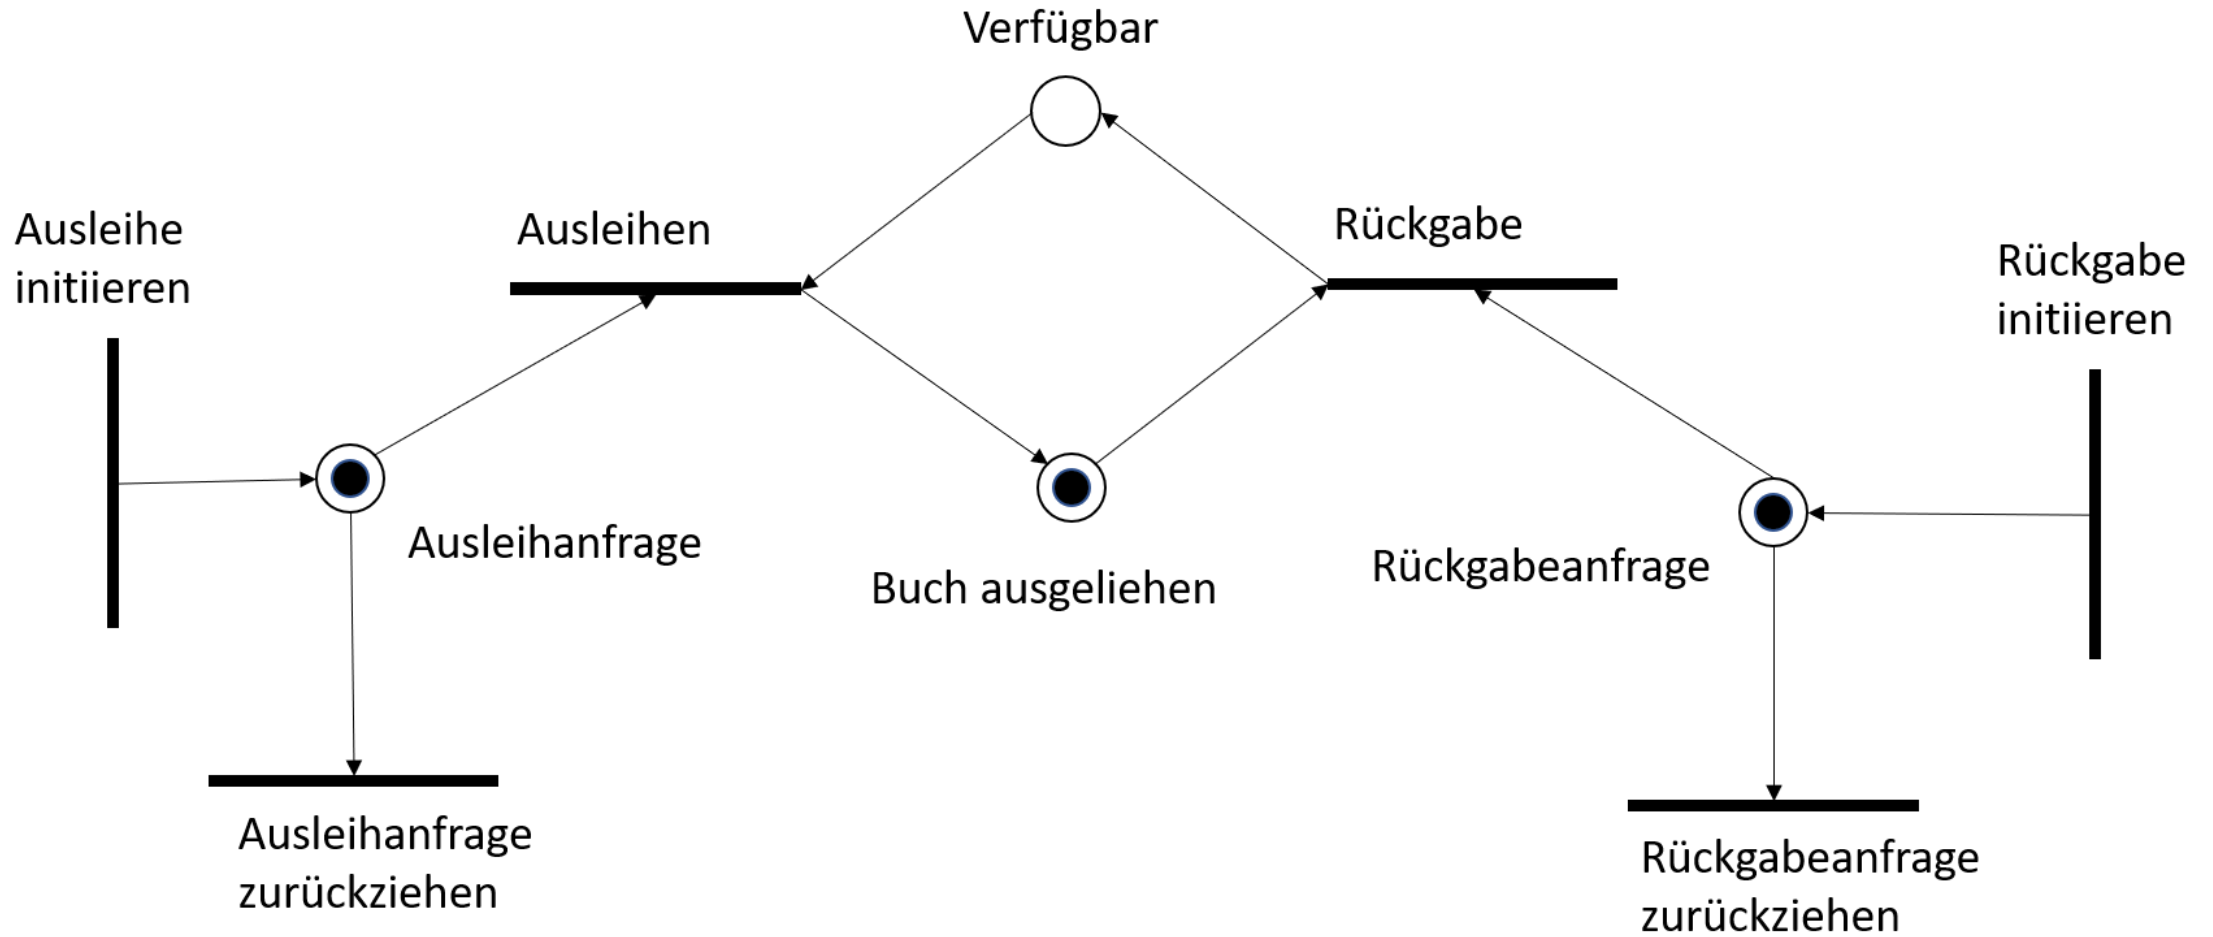 Verfügbar
Ausleihe
initiieren
Ausleihen
Rückgabe
Rückgabe
initiieren
Ausleihanfrage
Buch ausgeliehen
Rückgabeanfrage
Ausleihanfrage
zurückziehen
Rückgabeanfrage
zurückziehen